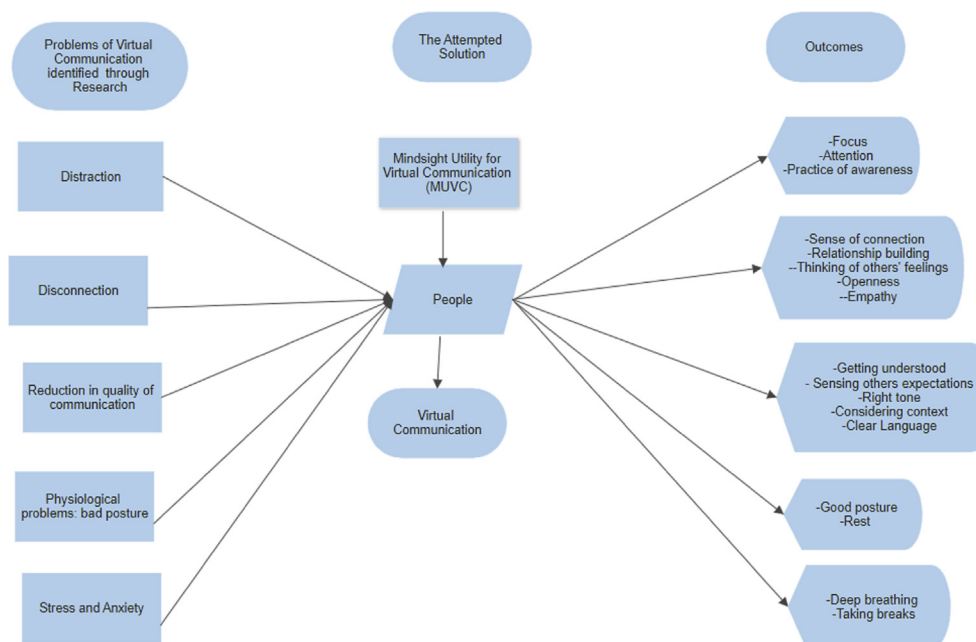 Problems of Virtual
Communication
identified through
Research
Distraction
Disconnection
Reduction in quality of
communication
Physiological
problems: bad posture
Stress and Anxiety
The Attempted
Solution
Mindsight Utility for
Virtual Communication
(MUVC)
People
Virtual
Communication
Outcomes
-Focus
-Attention
-Practice of awareness
-Sense of connection
-Relationship building
--Thinking of others' feelings
-Openness
--Empathy
-Getting understood
- Sensing others expectations
-Right tone
-Considering context
-Clear Language
-Good posture
-Rest
-Deep breathing
-Taking breaks